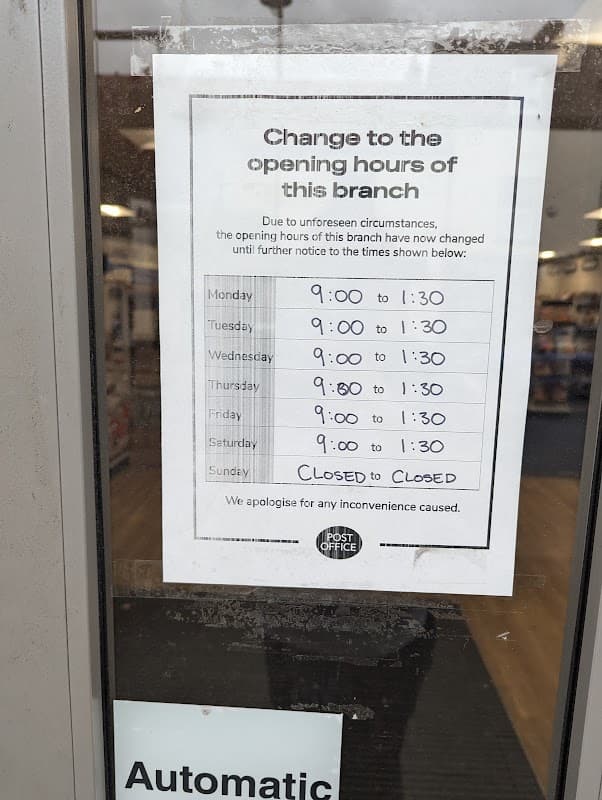 Change to the
opening hours of
this branch
Due to unforeseen circumstances,
the opening hours of this branch have now changed
until further notice to the times shown below:
Monday 9:00 to 1:30
Tuesday 9:00 to 1:30
Wednesday 9:00 to 1:30
Thursday 9:00 to 1:30
Friday 9:00 to 1:30
Saturday 9:00 to 1:30
Sunday CLOSED to CLOSED
We apologise for any inconvenience caused.
POST
OFFICE
Automatic